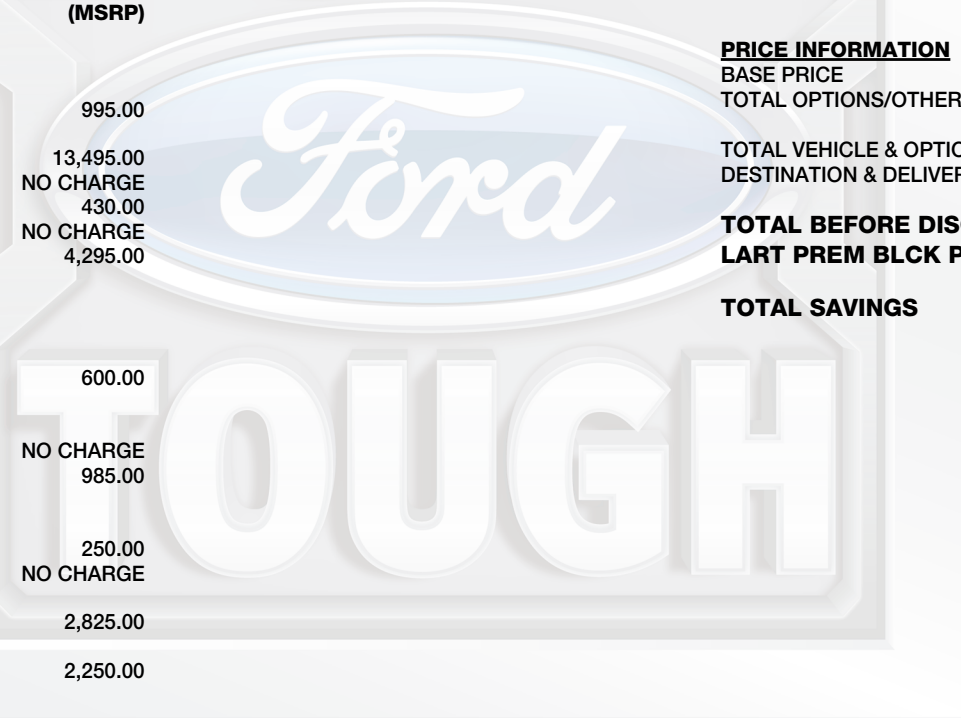 (MSRP)
995.00
13,495.00
NO CHARGE
430.00
NO CHARGE
4,295.00
600.00
NO CHARGE
985.00
250.00
NO CHARGE
2,825.00
2,250.00
PRICE INFORMATION
BASE PRICE
TOTAL OPTIONS/OTHER
TOTAL VEHICLE & OPTIO
DESTINATION & DELIVER
TOTAL BEFORE DIS
LART PREM BLCK P
TOTAL SAVINGS
Ford
TOUGH